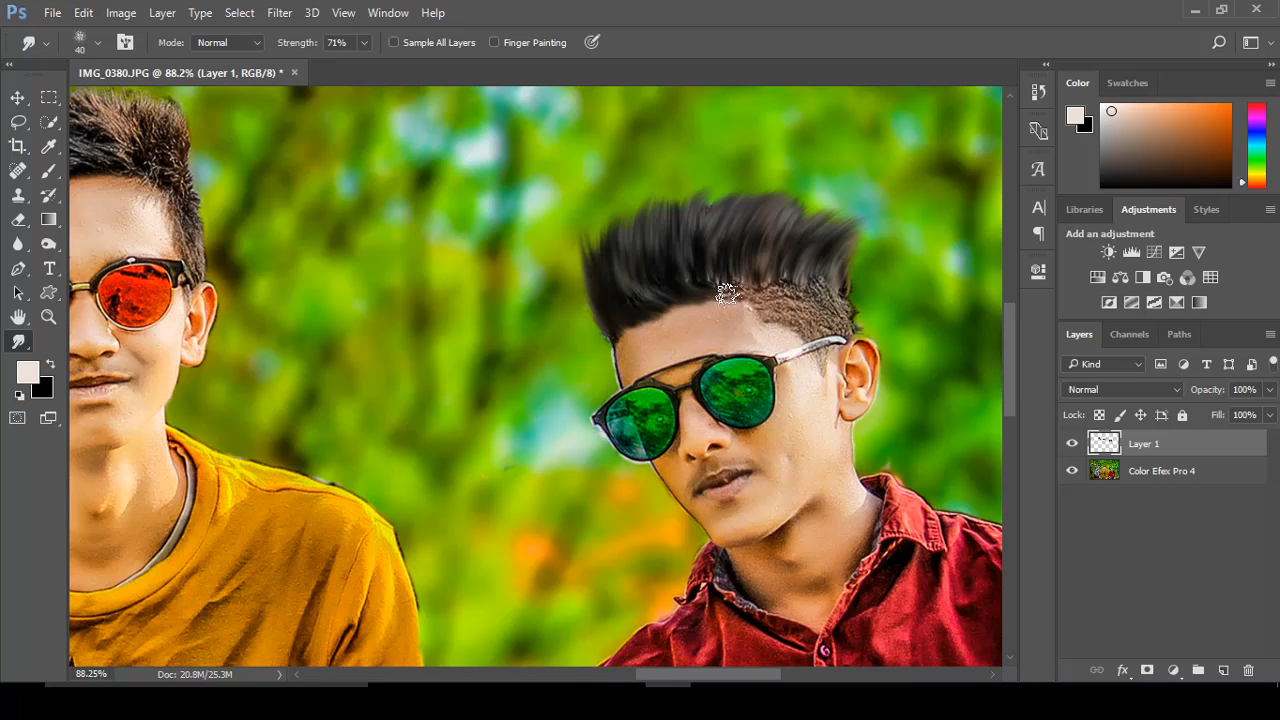 Ps File Edit Image Layer Type Select Filter 3D View Window Help
40 Mode: Normal Strength: 71% Sample All Layers Finger Painting
IMG_0380.JPG @ 88.2% (Layer 1, RGB/8) * ×
Color Swatches
Libraries Adjustments Styles
Add an adjustment
Layers Channels Paths
Kind
Normal Opacity: 100%
Lock: Fill: 100%
Layer 1
Color Efex Pro 4
fx
88.25% Doc: 20.8M/25.3M